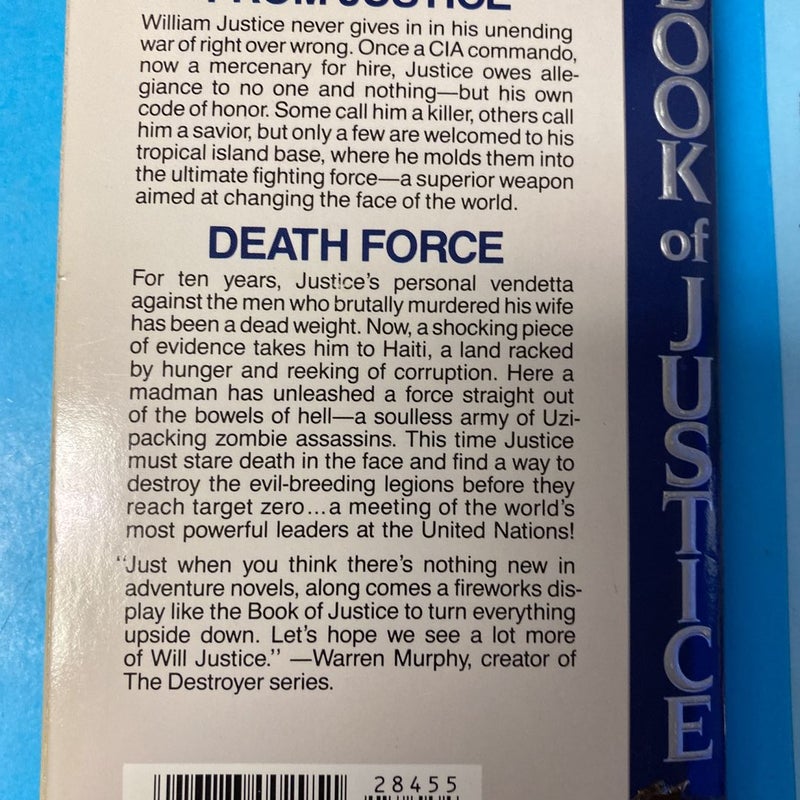 FROM JUSTICE
William Justice never gives in in his unending
war of right over wrong. Once a CIA commando,
now a mercenary for hire, Justice owes alle-
giance to no one and nothing—but his own
code of honor. Some call him a killer, others call
him a savior, but only a few are welcomed to his
tropical island base, where he molds them into
the ultimate fighting force—a superior weapon
aimed at changing the face of the world.
DEATH FORCE
For ten years, Justice's personal vendetta
against the men who brutally murdered his wife
has been a dead weight. Now, a shocking piece
of evidence takes him to Haiti, a land racked
by hunger and reeking of corruption. Here a
madman has unleashed a force straight out
of the bowels of hell—a soulless army of Uzi-
packing zombie assassins. This time Justice
must stare death in the face and find a way to
destroy the evil-breeding legions before they
reach target zero...a meeting of the world's
most powerful leaders at the United Nations!
"Just when you think there's nothing new in
adventure novels, along comes a fireworks dis-
play like the Book of Justice to turn everything
upside down. Let's hope we see a lot more
of Will Justice." —Warren Murphy, creator of
The Destroyer series.
28455
BOOK of JUSTICE